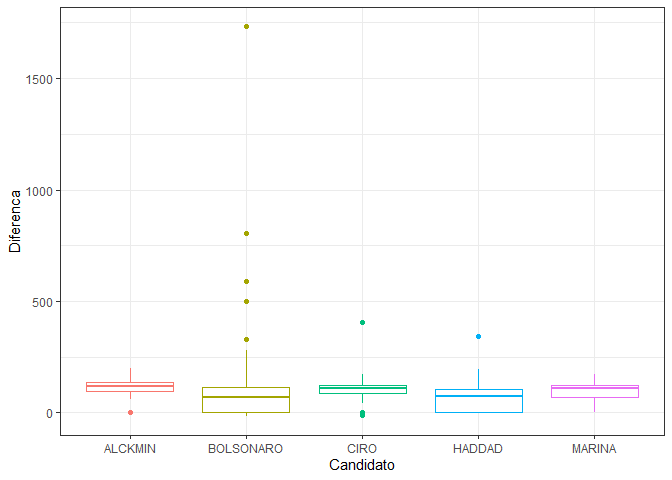 Diferenca
1500
1000
500
0
ALCKMIN BOLSONARO CIRO HADDAD MARINA
Candidato